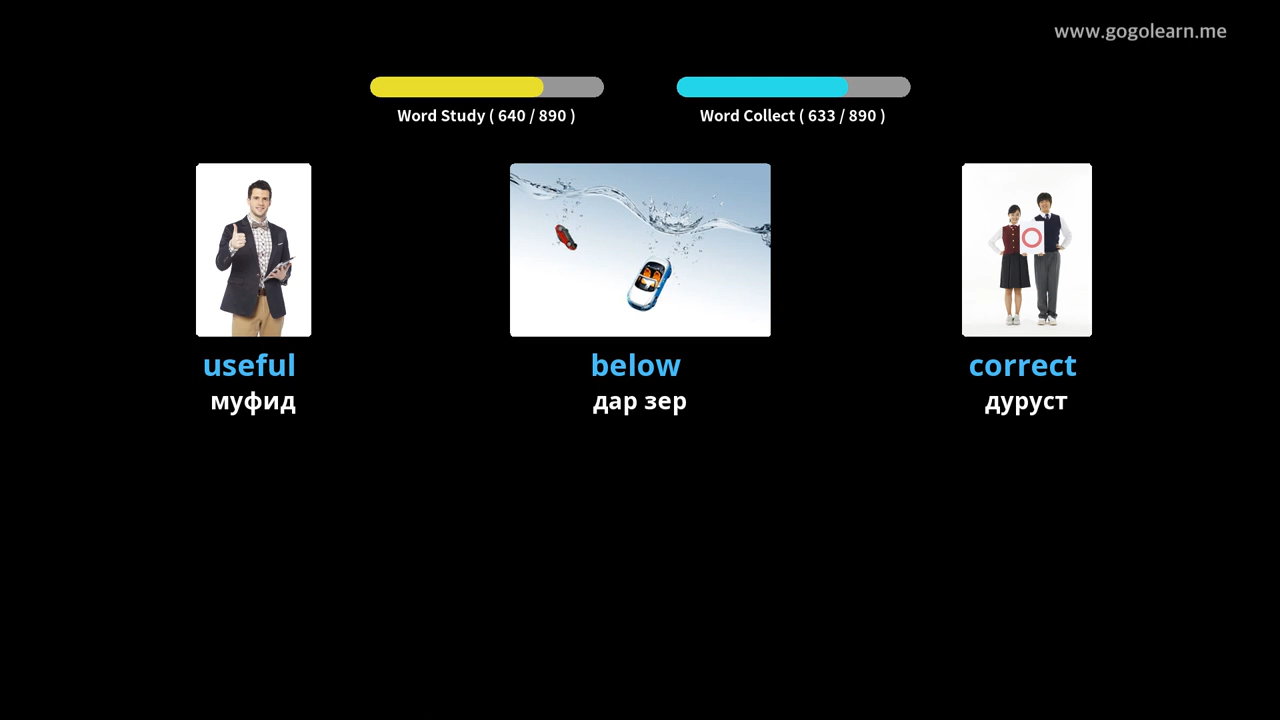 www.gogolearn.me
Word Study ( 640 / 890 )
Word Collect ( 633 / 890 )
useful
муфид
below
дар зер
correct
дуруст